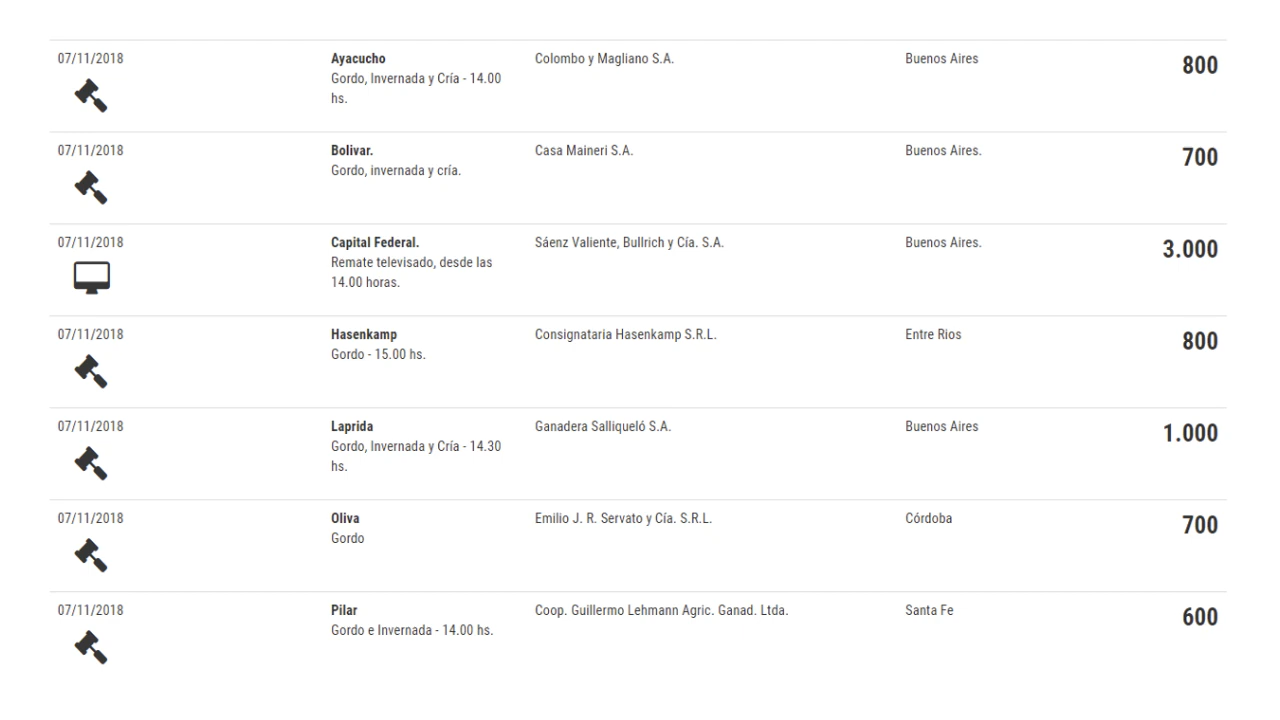 07/11/2018 Ayacucho Colombo y Magliano S.A. Buenos Aires 800
Gordo, Invernada y Cría - 14.00
hs.
07/11/2018 Bolivar. Casa Maineri S.A. Buenos Aires. 700
Gordo, invernada y cría.
07/11/2018 Capital Federal. Sáenz Valiente, Bullrich y Cía. S.A. Buenos Aires. 3.000
Remate televisado, desde las
14.00 horas.
07/11/2018 Hasenkamp Consignataria Hasenkamp S.R.L. Entre Rios 800
Gordo - 15.00 hs.
07/11/2018 Laprida Ganadera Salliqueló S.A. Buenos Aires 1.000
Gordo, Invernada y Cría - 14.30
hs.
07/11/2018 Oliva Emilio J. R. Servato y Cía. S.R.L. Córdoba 700
Gordo
07/11/2018 Pilar Coop. Guillermo Lehmann Agric. Ganad. Ltda. Santa Fe 600
Gordo e Invernada - 14.00 hs.